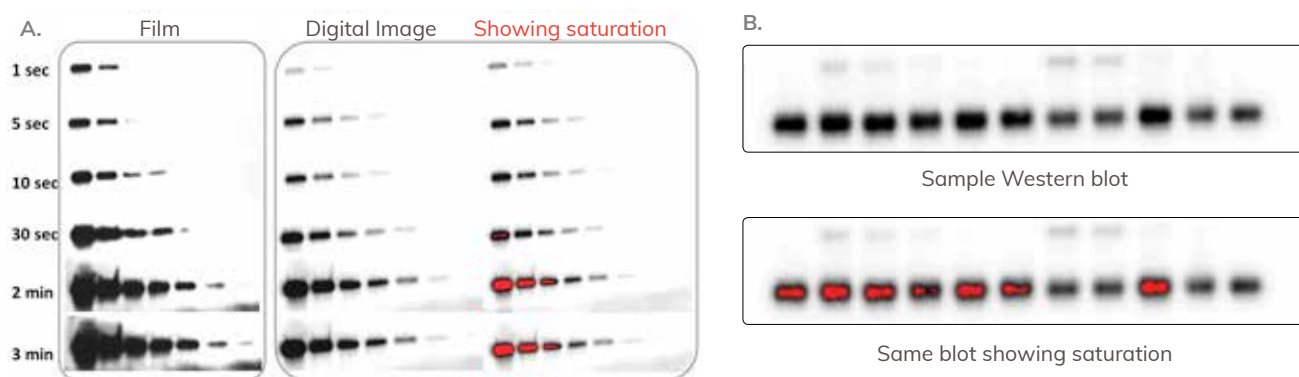 A.
Film
Digital Image
Showing saturation
1 sec
5 sec
10 sec
30 sec
2 min
3 min
B.
Sample Western blot
Same blot showing saturation